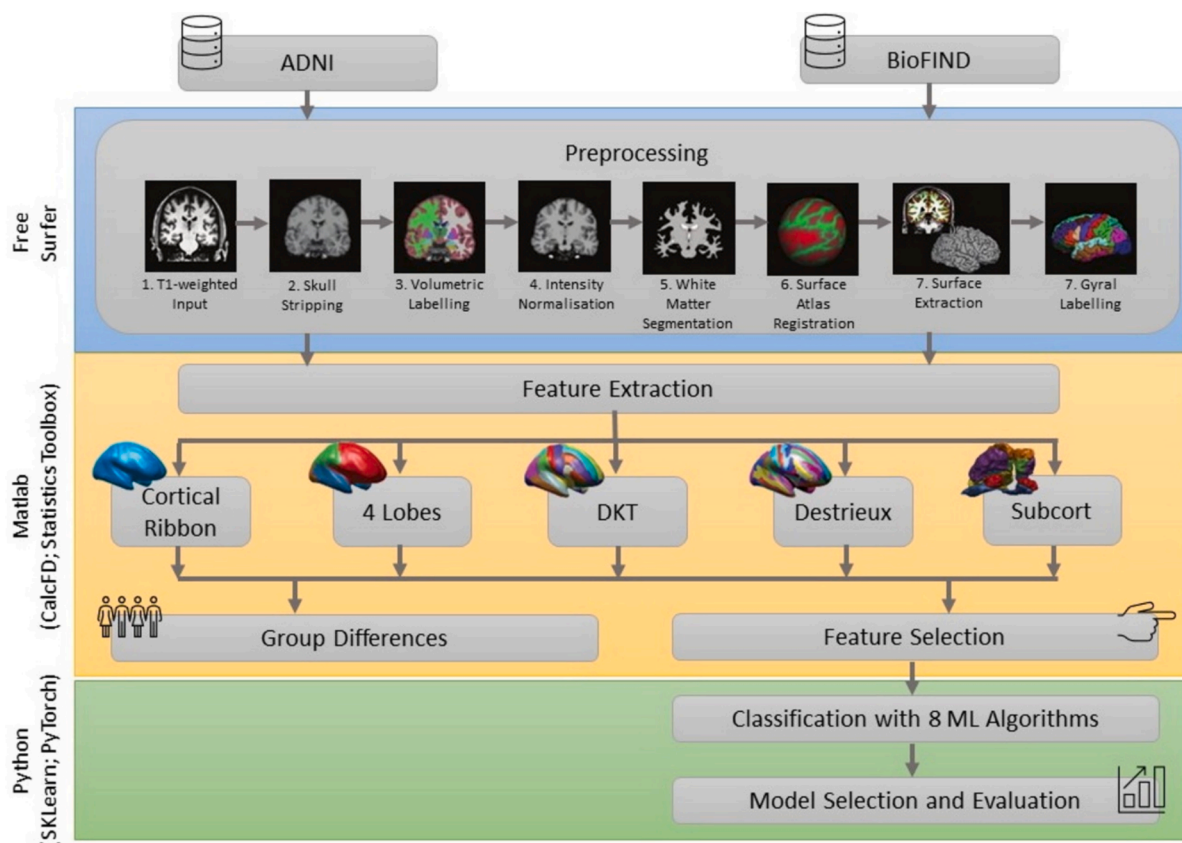 ADNI
BioFIND
Free
Surfer
Preprocessing
1. T1-weighted
Input
2. Skull
Stripping
3. Volumetric
Labelling
4. Intensity
Normalisation
5. White
Matter
Segmentation
6. Surface
Atlas
Registration
7. Surface
Extraction
7. Gyral
Labelling
Matlab
(CalcFD; Statistics Toolbox)
Feature Extraction
Cortical
Ribbon
4 Lobes
DKT
Destrieux
Subcort
Group Differences
Feature Selection
Python
(SKLearn; PyTorch)
Classification with 8 ML Algorithms
Model Selection and Evaluation